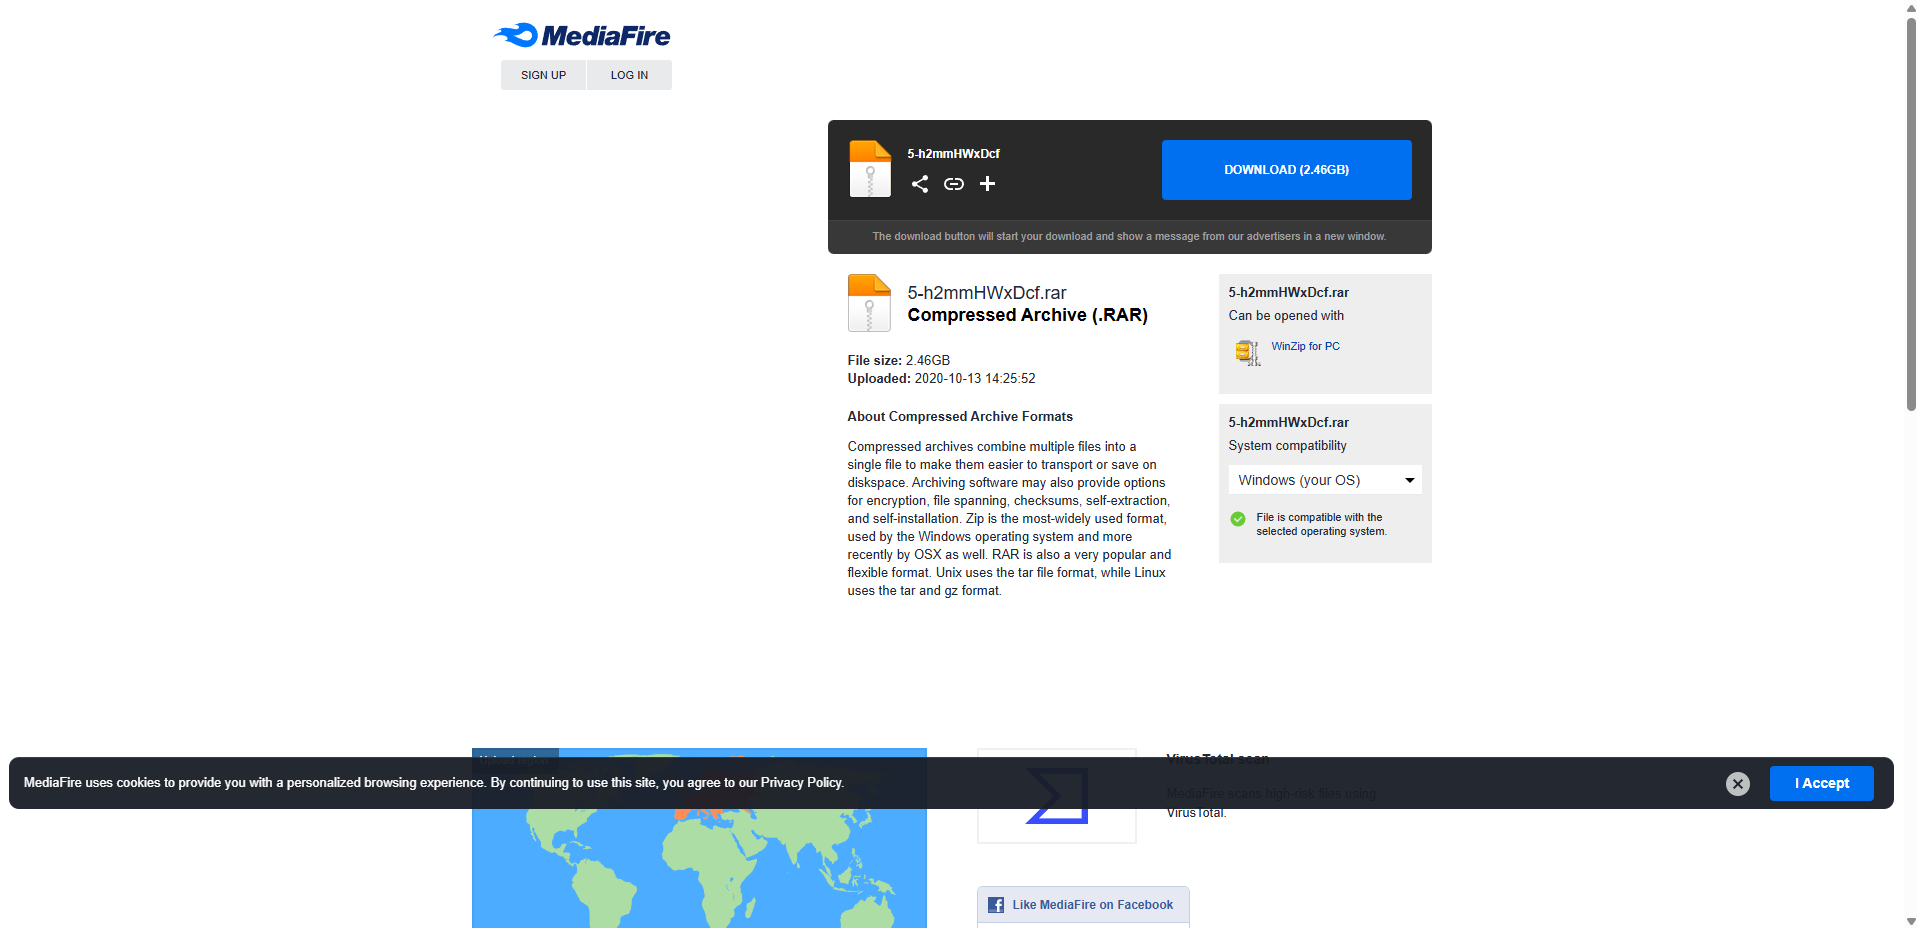 MediaFire
SIGN UP
LOG IN
5-h2mmHWxDcf
DOWNLOAD (2.46GB)
The download button will start your download and show a message from our advertisers in a new window.
5-h2mmHWxDcf.rar
Compressed Archive (.RAR)
File size: 2.46GB
Uploaded: 2020-10-13 14:25:52
About Compressed Archive Formats
Compressed archives combine multiple files into a
single file to make them easier to transport or save on
diskspace. Archiving software may also provide options
for encryption, file spanning, checksums, self-extraction,
and self-installation. Zip is the most-widely used format,
used by the Windows operating system and more
recently by OSX as well. RAR is also a very popular and
flexible format. Unix uses the tar file format, while Linux
uses the tar and gz format.
5-h2mmHWxDcf.rar
Can be opened with
WinZip for PC
5-h2mmHWxDcf.rar
System compatibility
Windows (your OS)
File is compatible with the
selected operating system.
Upload region
VirusTotal scan
MediaFire uses cookies to provide you with a personalized browsing experience. By continuing to use this site, you agree to our Privacy Policy.
I Accept
MediaFire scans high-risk files using
VirusTotal.
Like MediaFire on Facebook